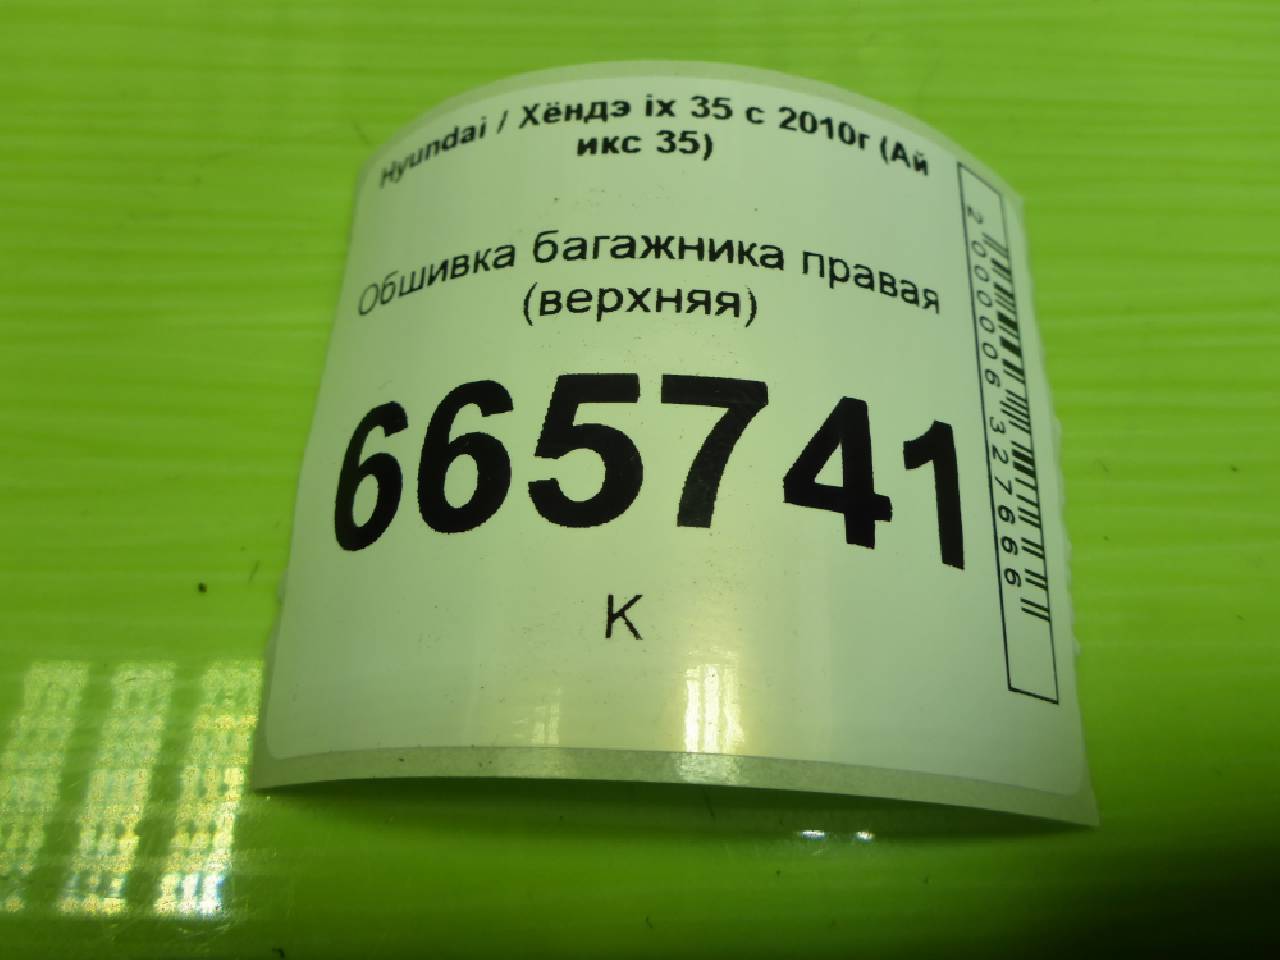 Hyundai / Хёндэ ix 35 с 2010г (Ай
икс 35)
Обшивка багажника правая
(верхняя)
665741
К
2000006327666